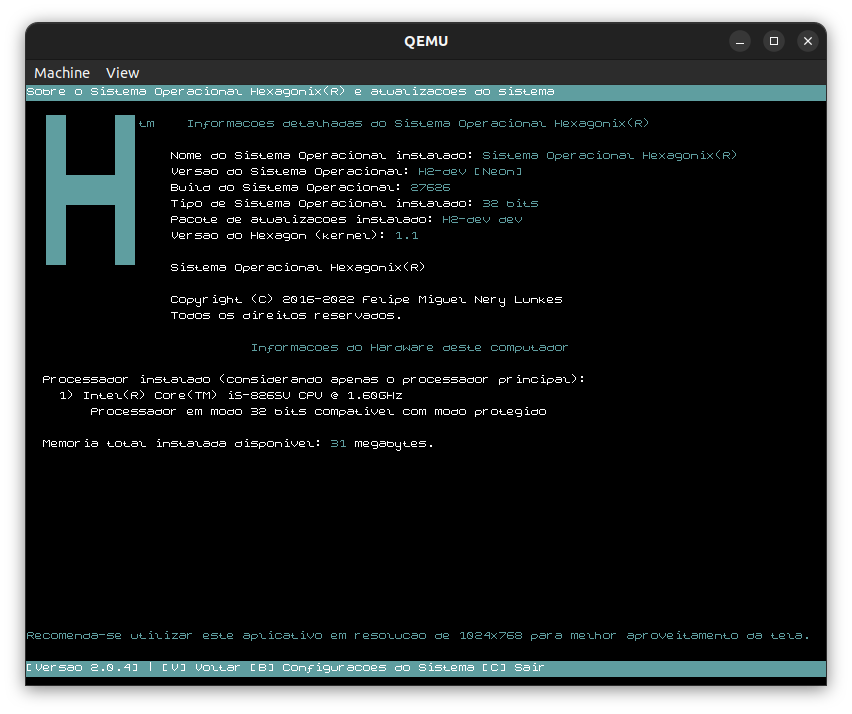 QEMU
Machine View
Sobre o Sistema Operacional Hexagonix(R) e atualizacoes do sistema
H
tm Informacoes detalhadas do Sistema Operacional Hexagonix(R)
Nome do Sistema Operacional instalado: Sistema Operacional Hexagonix(R)
Versao do Sistema Operacional: H2-dev [Neon]
Build do Sistema Operacional: 27626
Tipo de Sistema Operacional instalado: 32 bits
Pacote de atualizacoes instalado: H2-dev dev
Versao do Hexagon (kernel): 1.1
Sistema Operacional Hexagonix(R)
Copyright (C) 2016-2022 Felipe Miguel Nery Lunkes
Todos os direitos reservados.
Informacoes do Hardware deste computador
Processador instalado (considerando apenas o processador principal):
1) Intel(R) Core(TM) i5-8265U CPU @ 1.60GHz
Processador em modo 32 bits compativel com modo protegido
Memoria total instalada disponivel: 31 megabytes.
Recomenda-se utilizar este aplicativo em resolucao de 1024x768 para melhor aproveitamento da tela.
[Versao 2.0.4] | [V] Voltar [B] Configuracoes do Sistema [C] Sair